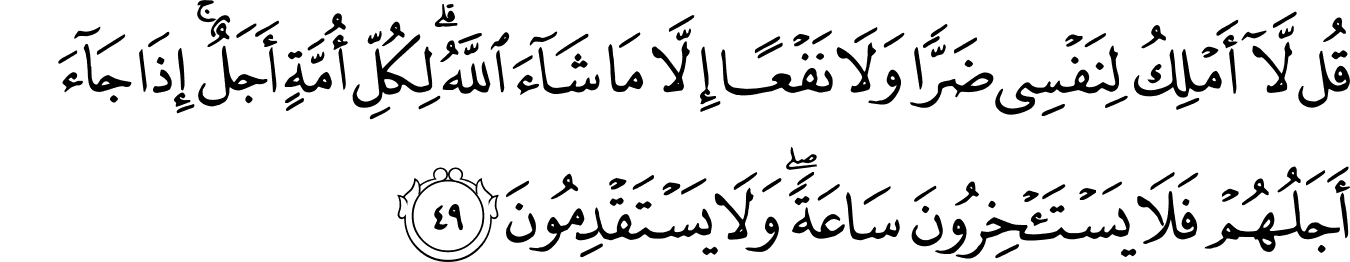 قُل لَّآ أَمْلِكُ لِنَفْسِى ضَرًّا وَلَا نَفْعًا إِلَّا مَا شَآءَ ٱللَّهُ ۗ لِكُلِّ أُمَّةٍ أَجَلٌ ۚ إِذَا جَآءَ
أَجَلُهُمْ فَلَا يَسْتَـْٔخِرُونَ سَاعَةً ۖ وَلَا يَسْتَقْدِمُونَ ٤٩